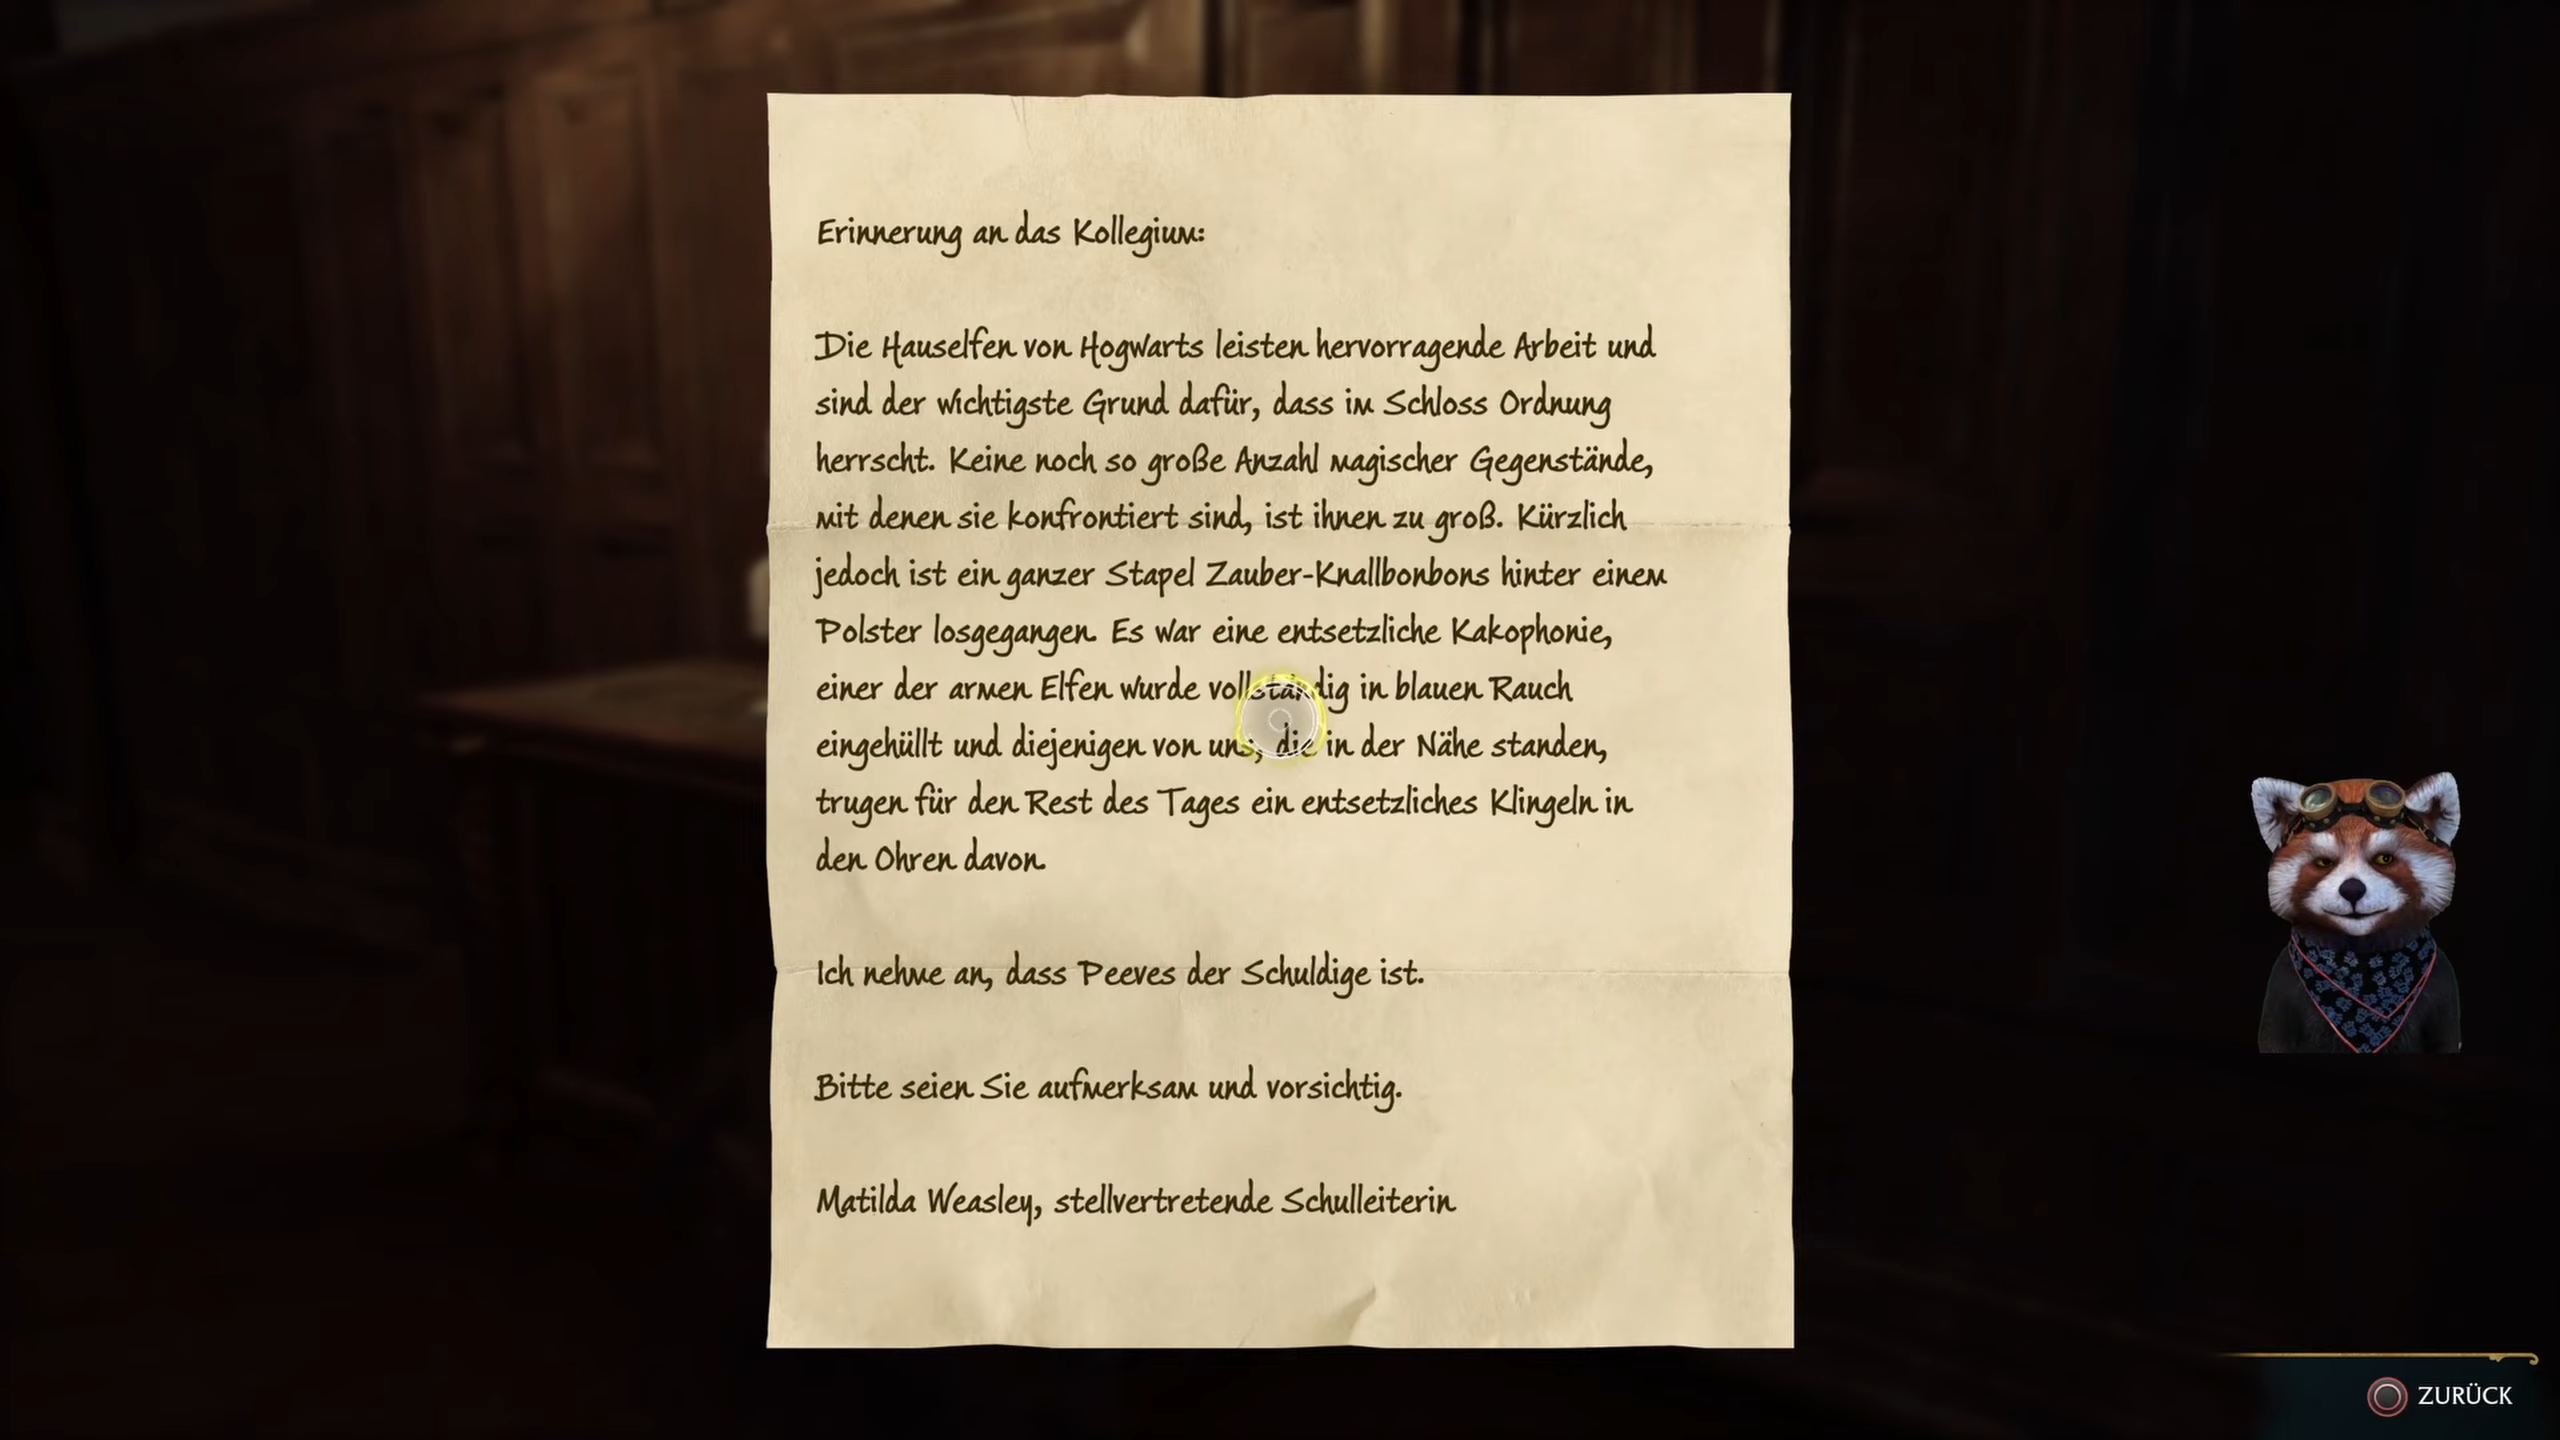 Erinnerung an das Kollegium:
Die Hauselfen von Hogwarts leisten hervorragende Arbeit und
sind der wichtigste Grund dafür, dass im Schloss Ordnung
herrscht. Keine noch so große Anzahl magischer Gegenstände,
mit denen sie konfrontiert sind, ist ihnen zu groß. Kürzlich
jedoch ist ein ganzer Stapel Zauber-Knallbonbons hinter einem
Polster losgegangen. Es war eine entsetzliche Kakophonie,
einer der armen Elfen wurde vollständig in blauen Rauch
eingehüllt und diejenigen von uns, die in der Nähe standen,
trugen für den Rest des Tages ein entsetzliches Klingeln in
den Ohren davon.
Ich nehme an, dass Peeves der Schuldige ist.
Bitte seien Sie aufmerksam und vorsichtig.
Matilda Weasley, stellvertretende Schulleiterin
ZURÜCK